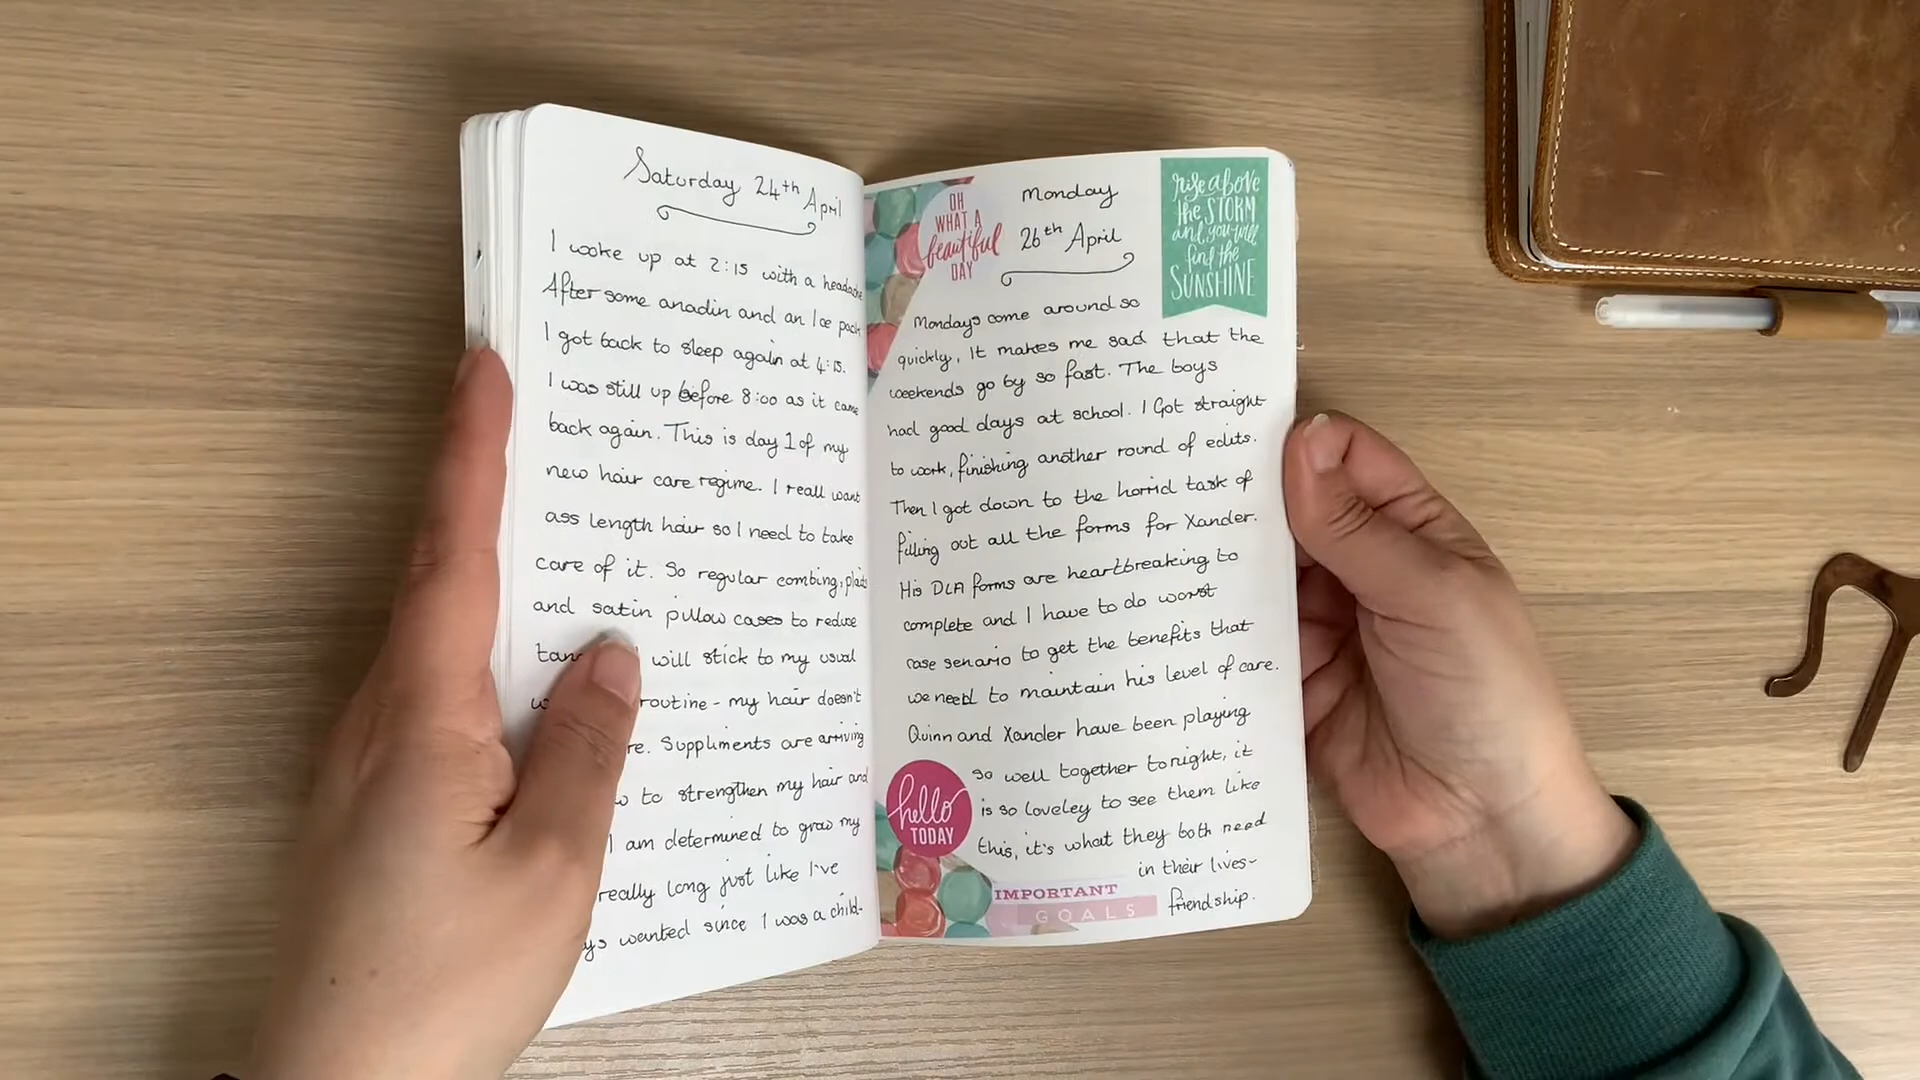 Saturday 24th April
I woke up at 2:15 with a headache
After some anadin and an Ice pack
I got back to sleep again at 4:15.
I was still up before 8:00 as it came
back again. This is day 1 of my
new hair care regime. I reall want
ass length hair so I need to take
care of it. So regular combing, plaits
and satin pillow cases to reduce
will stick to my usual
routine - my hair doesn't
Suppliments are arriving
to strengthen my hair and
I am determined to grow my
really long just like I've
wanted since I was a child-
OH
WHAT A
beautiful
DAY
Monday
26th April
rise above
the STORM
and you will
find the
SUNSHINE
Mondays come around so
quickly, It makes me sad that the
weekends go by so fast. The boys
had good days at school. I Got straight
to work, finishing another round of edits.
Then I got down to the horrid task of
filling out all the forms for Xander.
His DLA forms are heartbreaking to
complete and I have to do worst
case senario to get the benefits that
we need to maintain his level of care.
Quinn and Xander have been playing
so well together tonight, it
is so loveley to see them like
this, it's what they both need
in their lives-
friendship.
hello
TODAY
IMPORTANT
GOALS